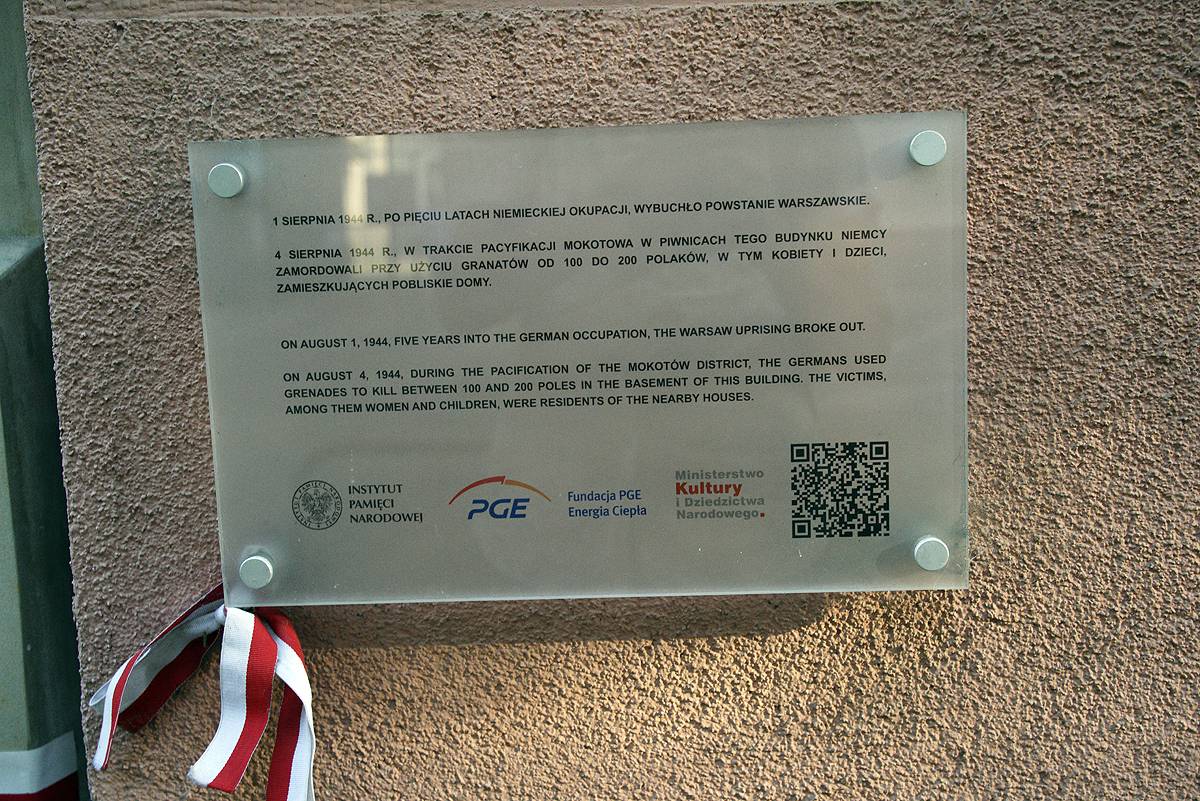 1 SIERPNIA 1944 R., PO PIĘCIU LATACH NIEMIECKIEJ OKUPACJI, WYBUCHŁO POWSTANIE WARSZAWSKIE.
4 SIERPNIA 1944 R., W TRAKCIE PACYFIKACJI MOKOTOWA W PIWNICACH TEGO BUDYNKU NIEMCY
ZAMORDOWALI PRZY UŻYCIU GRANATÓW OD 100 DO 200 POLAKÓW, W TYM KOBIETY I DZIECI,
ZAMIESZKUJĄCYCH POBLISKIE DOMY.
ON AUGUST 1, 1944, FIVE YEARS INTO THE GERMAN OCCUPATION, THE WARSAW UPRISING BROKE OUT.
ON AUGUST 4, 1944, DURING THE PACIFICATION OF THE MOKOTÓW DISTRICT, THE GERMANS USED
GRENADES TO KILL BETWEEN 100 AND 200 POLES IN THE BASEMENT OF THIS BUILDING. THE VICTIMS,
AMONG THEM WOMEN AND CHILDREN, WERE RESIDENTS OF THE NEARBY HOUSES.
INSTYTUT
PAMIĘCI
NARODOWEJ
PGE
Fundacja PGE
Energia Ciepła
Ministerstwo
Kultury
i Dziedzictwa
Narodowego.